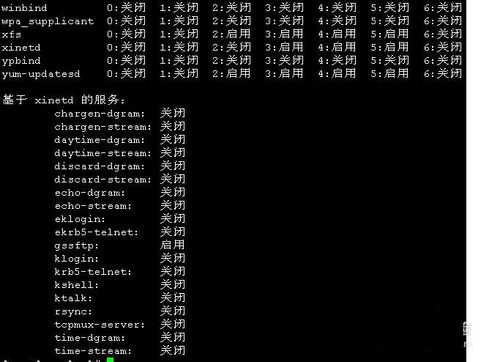 winbind 0:关闭 1:关闭 2:关闭 3:关闭 4:关闭 5:关闭 6:关闭
wpa_supplicant 0:关闭 1:关闭 2:关闭 3:关闭 4:关闭 5:关闭 6:关闭
xfs 0:关闭 1:关闭 2:启用 3:启用 4:启用 5:启用 6:关闭
xinetd 0:关闭 1:关闭 2:关闭 3:启用 4:启用 5:启用 6:关闭
ypbind 0:关闭 1:关闭 2:关闭 3:关闭 4:关闭 5:关闭 6:关闭
yum-updatesd 0:关闭 1:关闭 2:启用 3:启用 4:启用 5:启用 6:关闭
基于 xinetd 的服务:
chargen-dgram: 关闭
chargen-stream: 关闭
daytime-dgram: 关闭
daytime-stream: 关闭
discard-dgram: 关闭
discard-stream: 关闭
echo-dgram: 关闭
echo-stream: 关闭
eklogin: 关闭
ekrb5-telnet: 关闭
gssftp: 启用
klogin: 关闭
krb5-telnet: 关闭
kshell: 关闭
ktalk: 关闭
rsync: 关闭
tcpmux-server: 关闭
time-dgram: 关闭
time-stream: 关闭